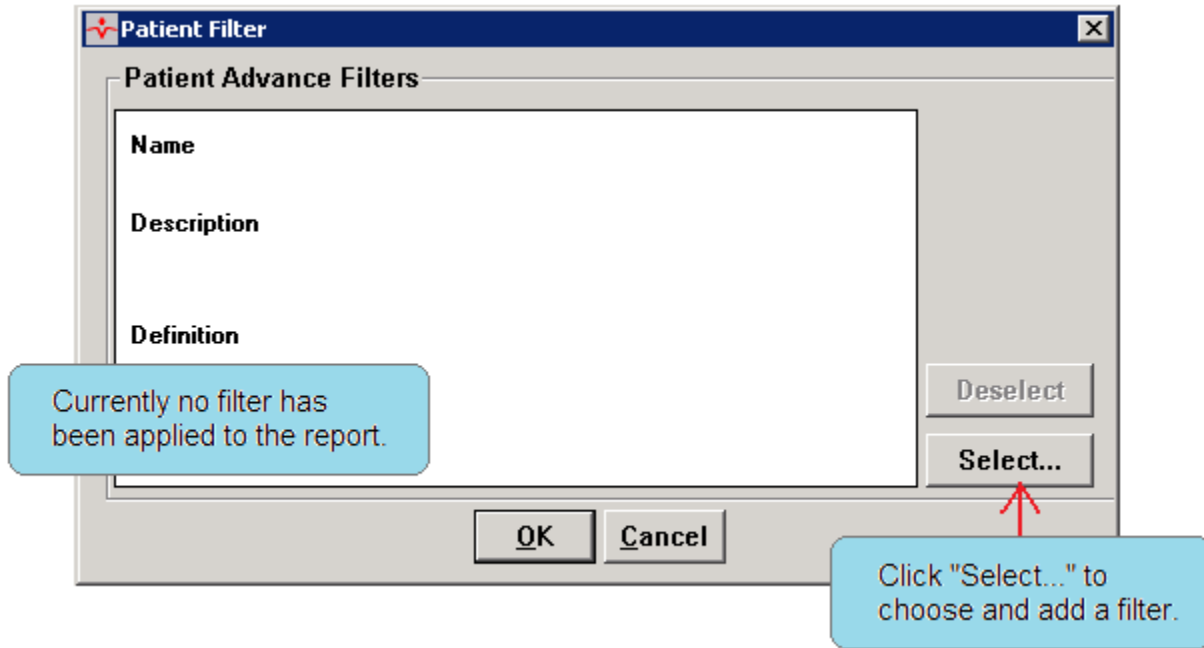 Patient Filter
Patient Advance Filters
Name
Description
Definition
Currently no filter has
been applied to the report.
Deselect
Select...
OK
Cancel
Click "Select..." to
choose and add a filter.